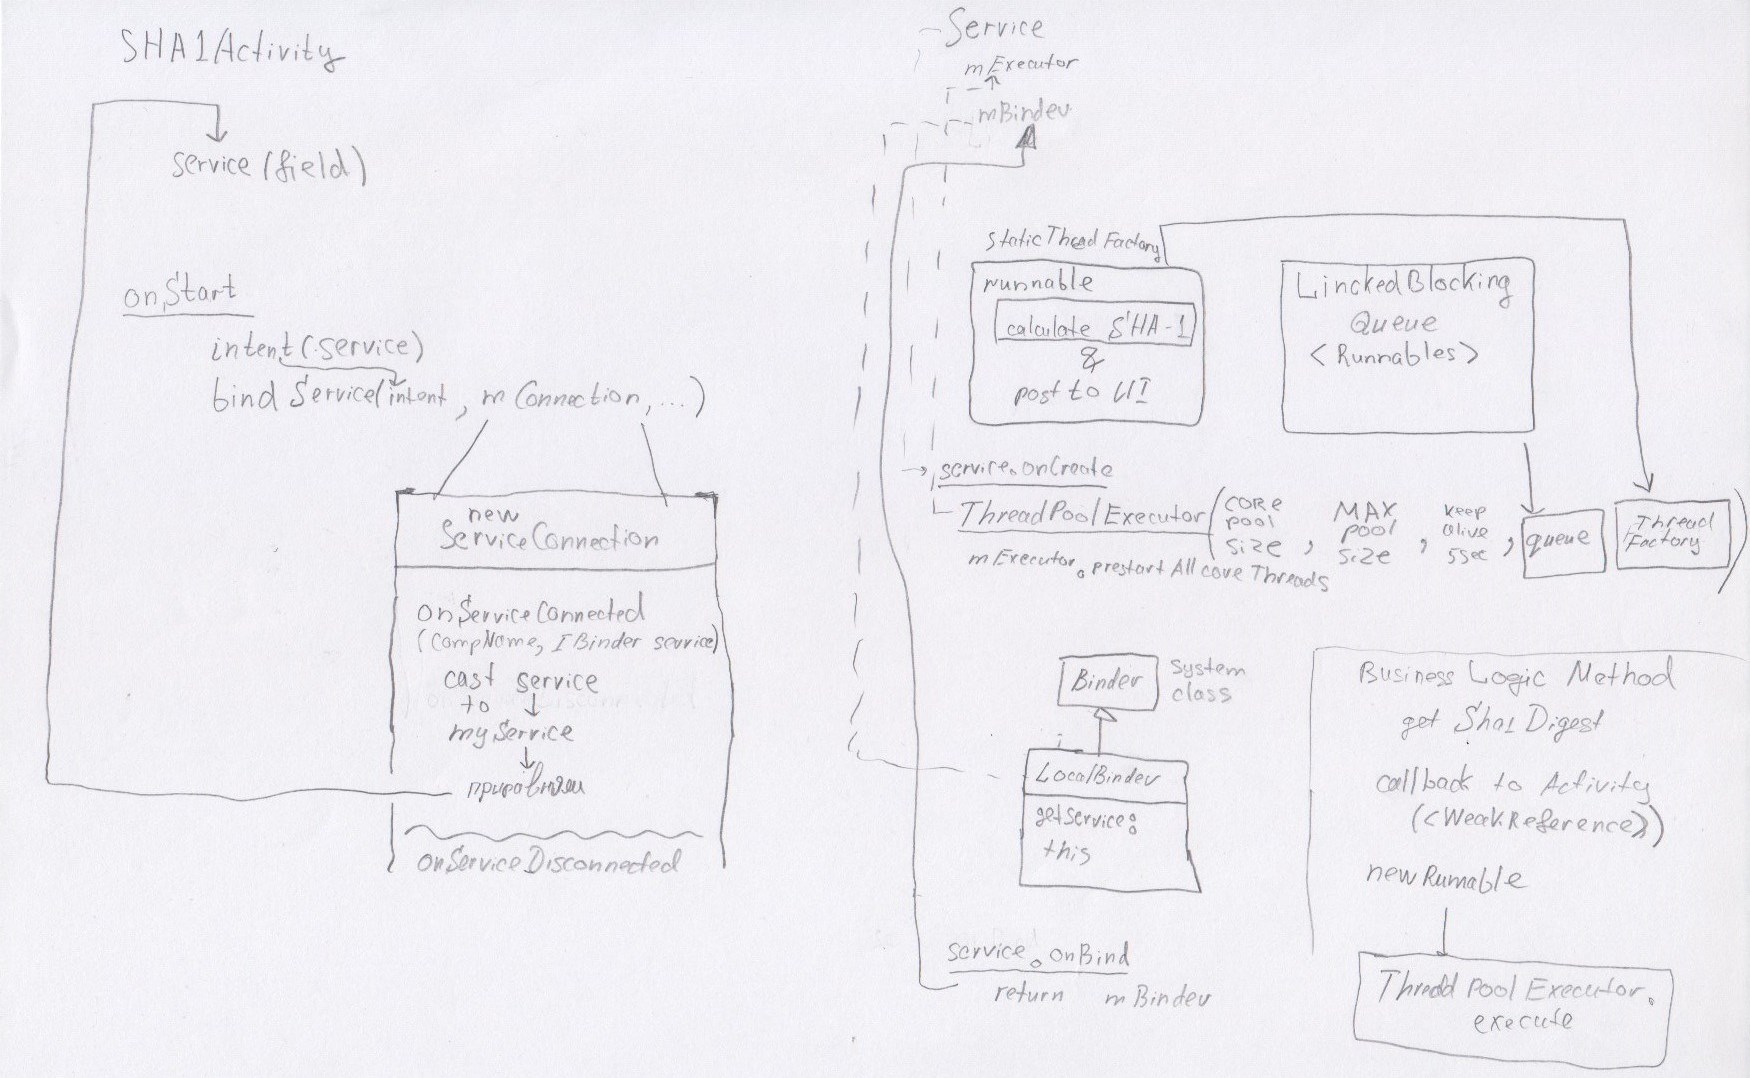 SHA1Activity
service (field)
onStart
intent (service)
bind Service(intent, mConnection, ...)
new
ServiceConnection
onServiceConnected
(CompName, IBinder service)
cast service
to
myService
приравняли
onServiceDisconnected
Service
mExecutor
mBinder
static Thread Factory
runnable
calculate SHA-1
&
post to UI
LinckedBlocking
Queue
<Runnables>
service.onCreate
ThreadPoolExecutor(
CORE
pool
size,
MAX
pool
size,
keep
alive
5sec,
queue
Thread
Factory
)
mExecutor.prestart All core Threads
Binder
System
class
LocalBinder
getService:
this
service.onBind
return mBinder
Business Logic Method
get Sha1 Digest
callback to Activity
(<WeakReference>)
new Runnable
Thread Pool Executor.
execute